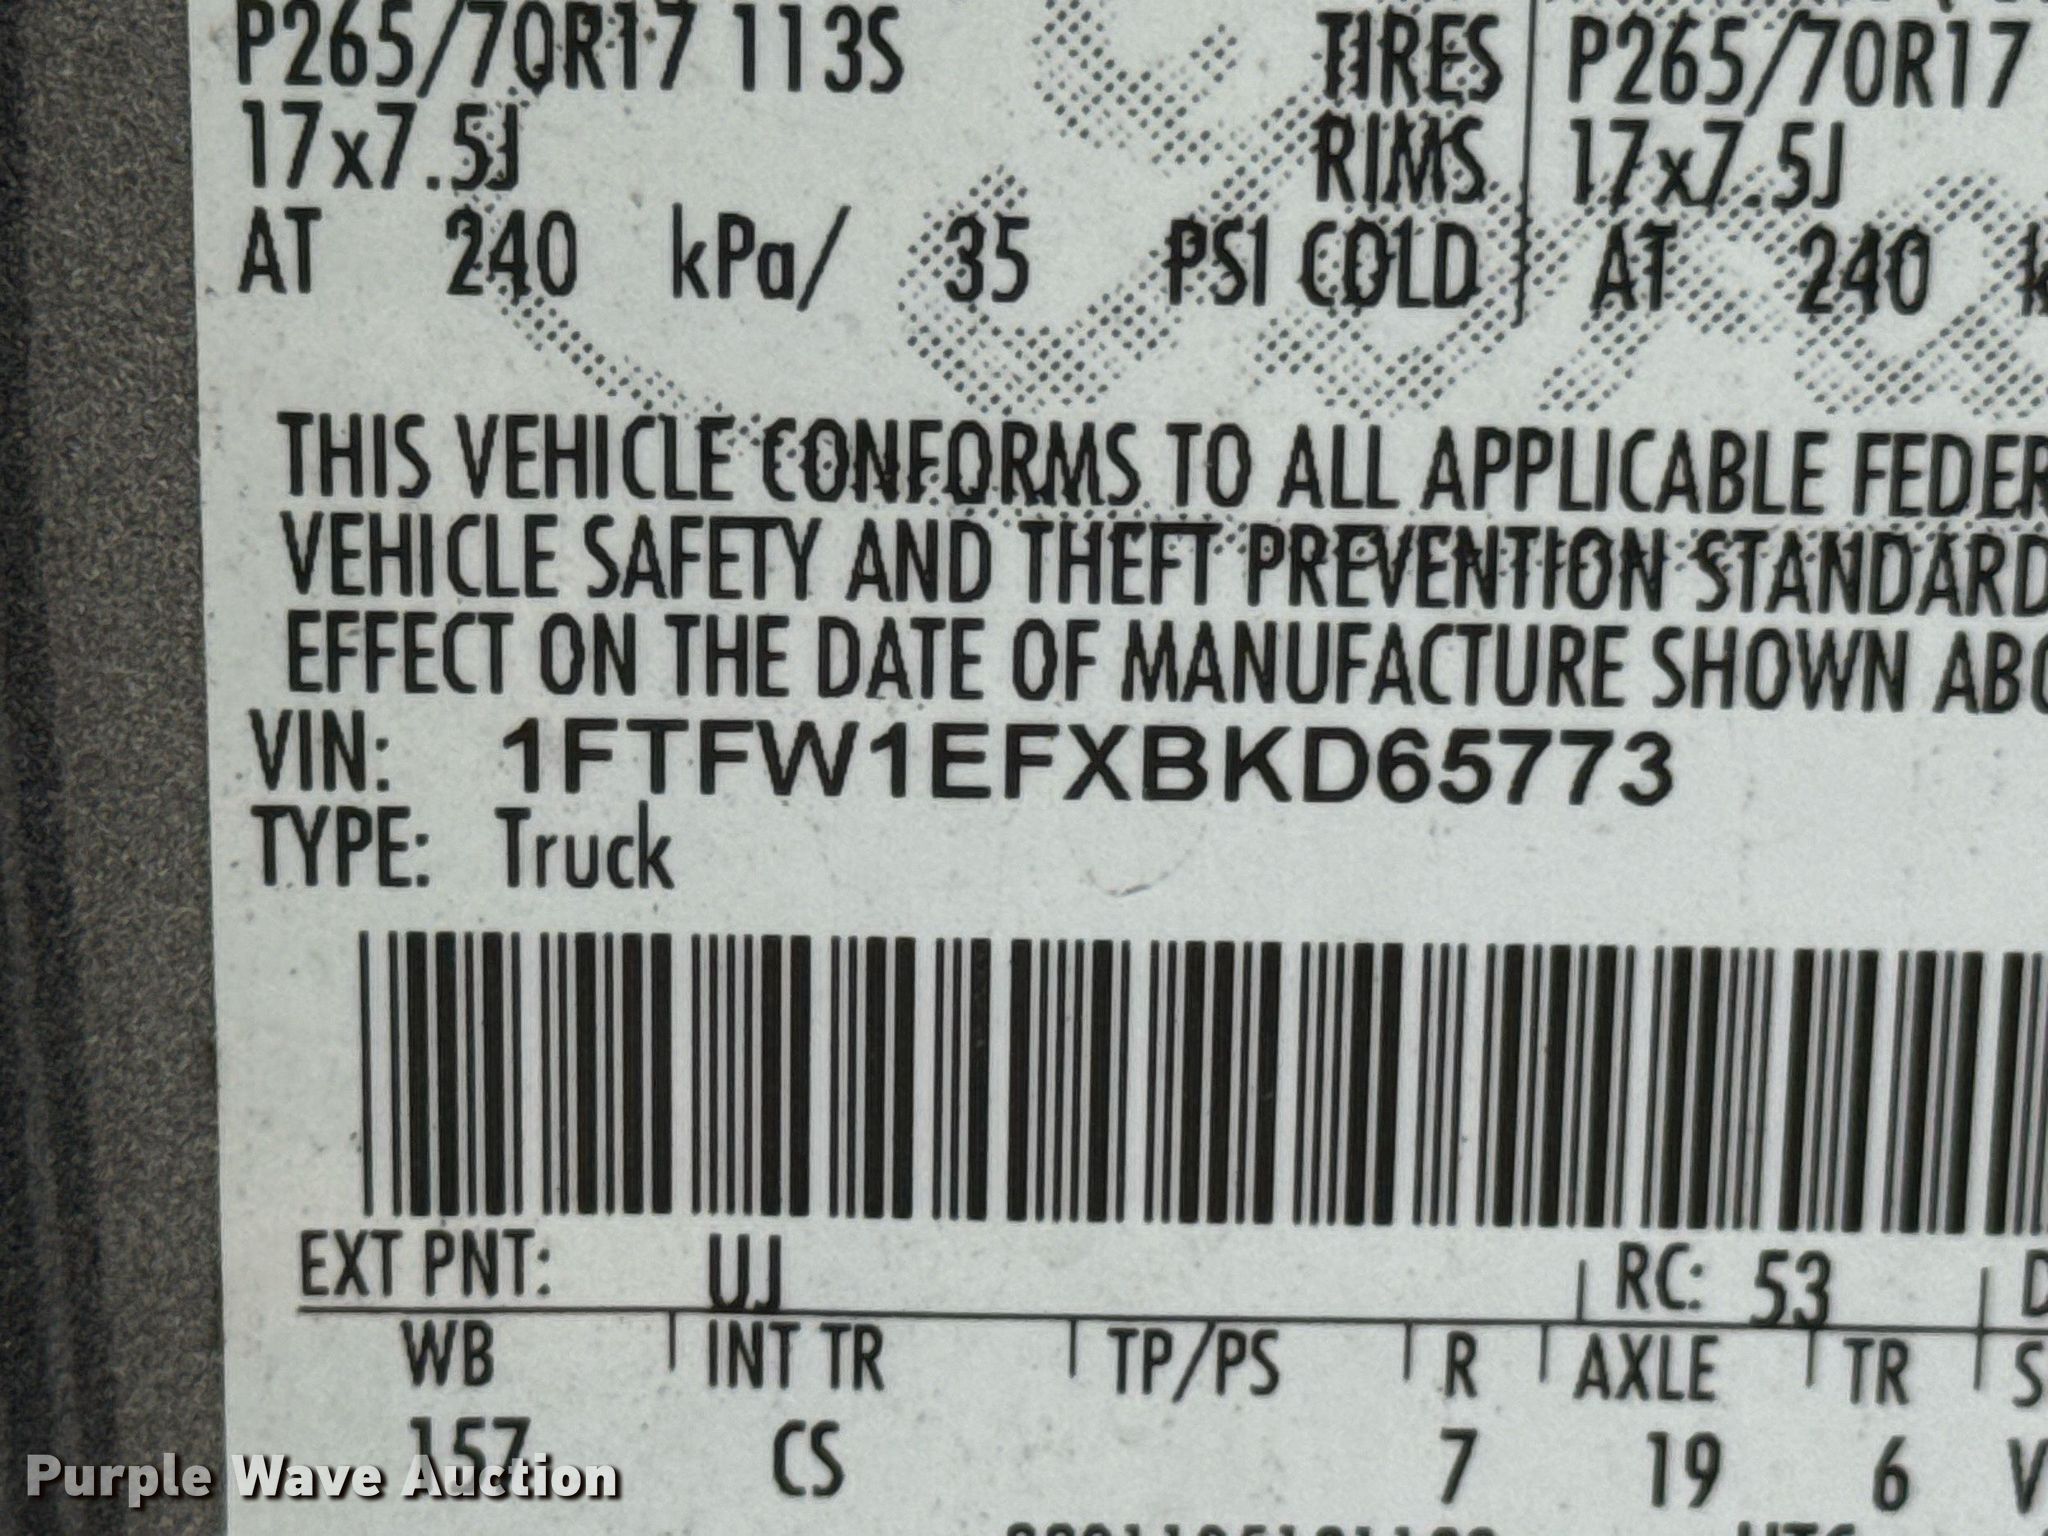 P265/70R17 113S TIRES P265/70R17
17x7.5J RIMS 17x7.5J
AT 240 kPa/ 35 PSI COLD AT 240
THIS VEHICLE CONFORMS TO ALL APPLICABLE FEDER
VEHICLE SAFETY AND THEFT PREVENTION STANDARD
EFFECT ON THE DATE OF MANUFACTURE SHOWN ABO
VIN: 1FTFW1EFXBKD65773
TYPE: Truck
EXT PNT: UJ RC: 53 D
WB INT TR TP/PS R AXLE TR S
157 CS 7 19 6 V
Purple Wave Auction